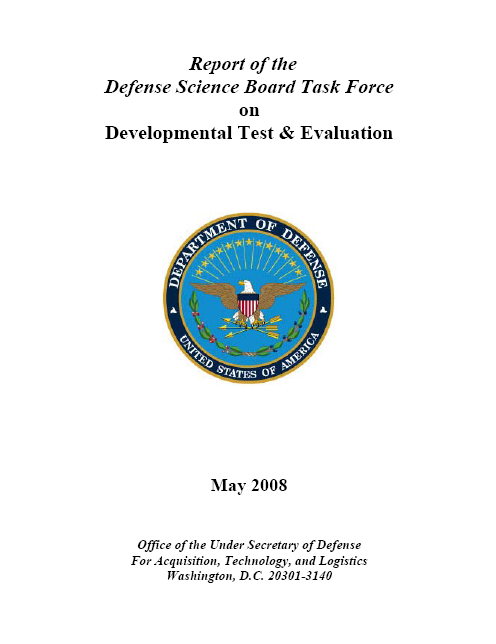 Report of the
Defense Science Board Task Force
on
Developmental Test & Evaluation
DEPARTMENT OF DEFENSE
UNITED STATES OF AMERICA
May 2008
Office of the Under Secretary of Defense
For Acquisition, Technology, and Logistics
Washington, D.C. 20301-3140